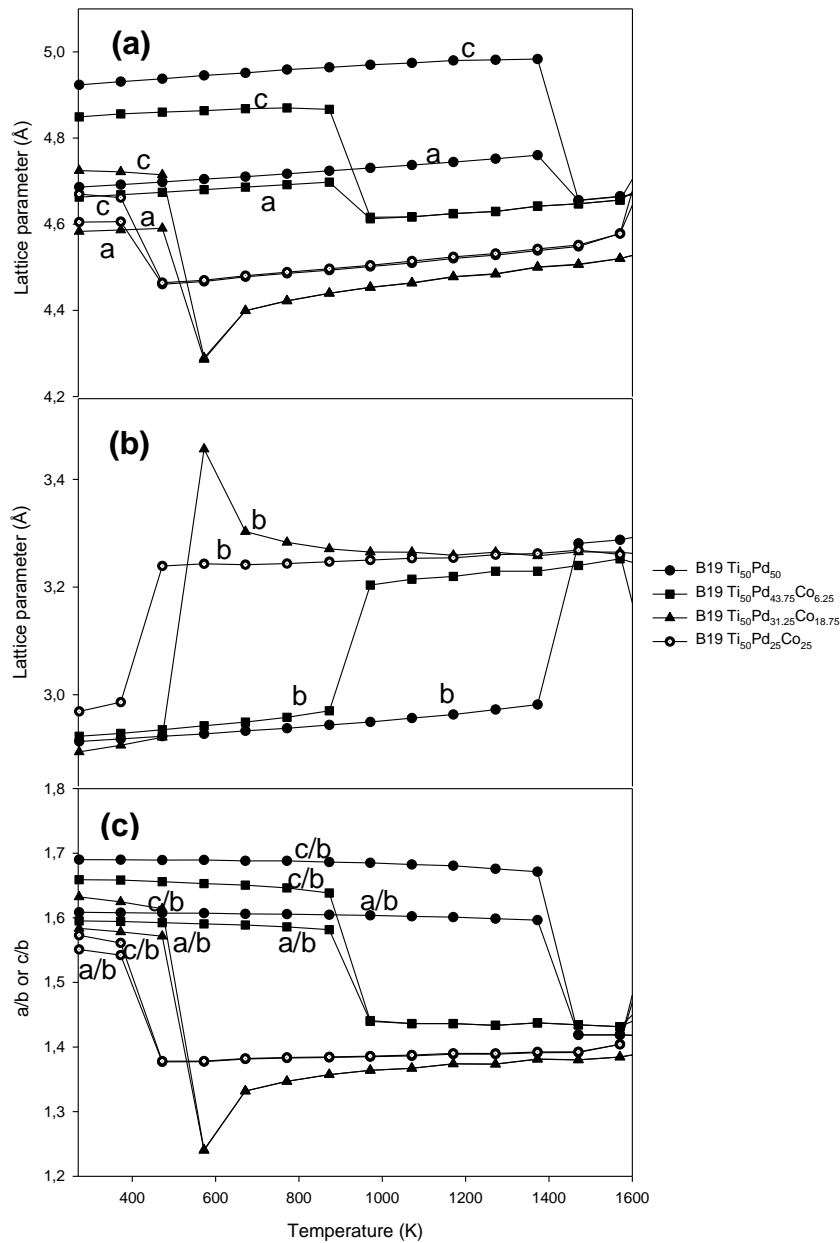 (a)
5,0
4,8
4,6
4,4
4,2
Lattice parameter (Å)
c
c
a
c
a
c
a
a
(b)
3,4
3,2
3,0
Lattice parameter (Å)
b
b
b
b
B19 Ti50Pd50
B19 Ti50Pd43.75Co6.25
B19 Ti50Pd31.25Co18.75
B19 Ti50Pd25Co25
(c)
1,8
1,7
1,6
1,5
1,4
1,3
1,2
a/b or c/b
c/b
c/b
c/b
a/b
a/b
a/b
c/b
a/b
400 600 800 1000 1200 1400 1600
Temperature (K)